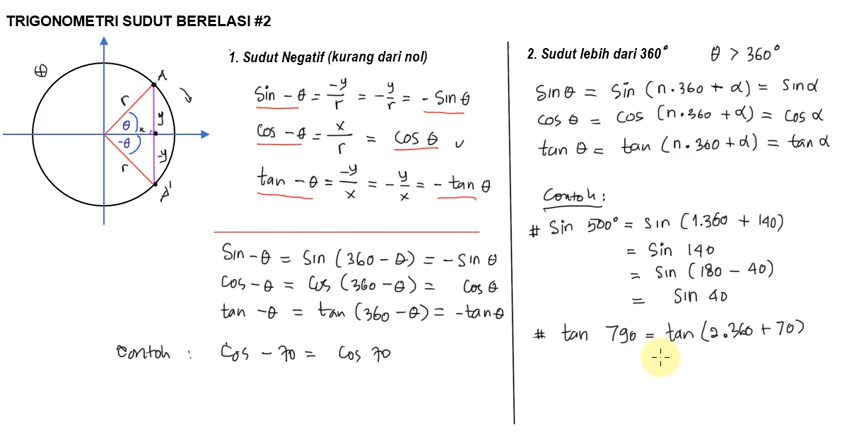 TRIGONOMETRI SUDUT BERELASI #2
A
r
y
θ
x
-θ
-y
r
A'
1. Sudut Negatif (kurang dari nol)
Sin -θ = -y/r = -y/r = -Sin θ
Cos -θ = x/r = Cos θ
tan -θ = -y/x = -y/x = -tan θ
Sin -θ = Sin (360 - θ) = -Sin θ
Cos -θ = Cos (360 - θ) = Cos θ
tan -θ = tan (360 - θ) = -tan θ
Contoh : Cos -70 = Cos 70
2. Sudut lebih dari 360° θ > 360°
Sin θ = Sin (n.360 + α) = Sin α
Cos θ = Cos (n.360 + α) = Cos α
tan θ = tan (n.360 + α) = tan α
Contoh :
# Sin 500° = Sin (1.360 + 140)
= Sin 140
= Sin (180 - 40)
= Sin 40
# tan 790 = tan (2.360 + 70)